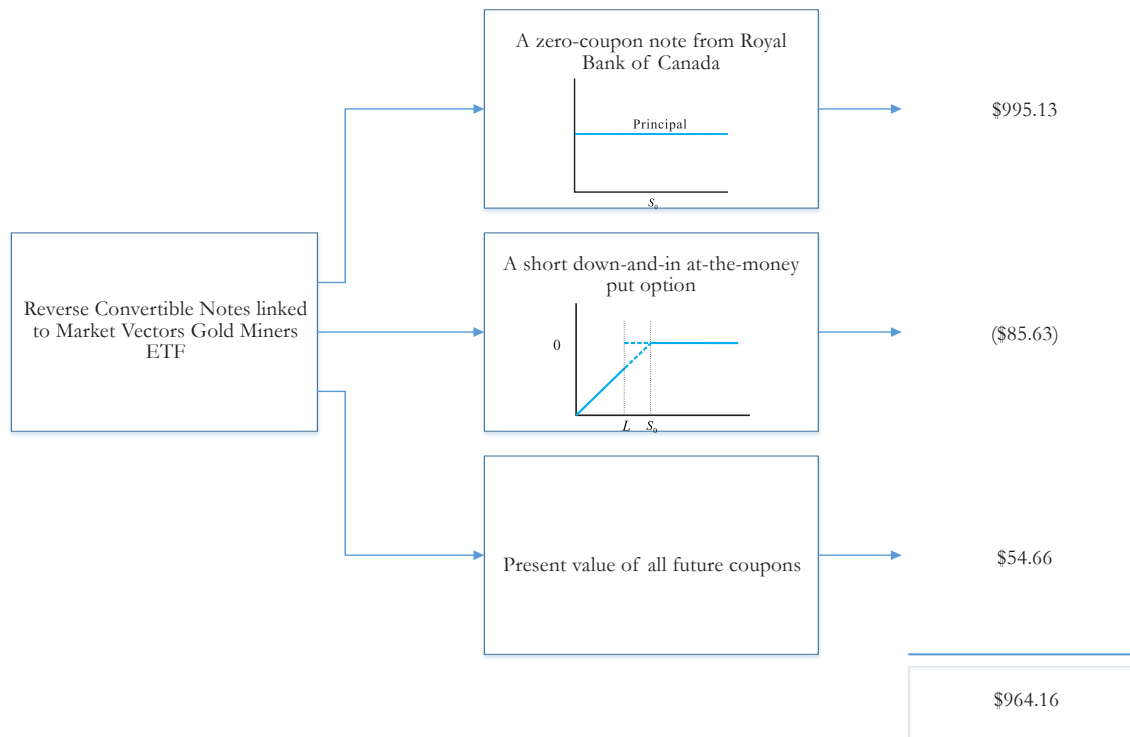 A zero-coupon note from Royal
Bank of Canada
Principal
S₀
$995.13
Reverse Convertible Notes linked
to Market Vectors Gold Miners
ETF
A short down-and-in at-the-money
put option
0
L S₀
($85.63)
Present value of all future coupons
$54.66
$964.16